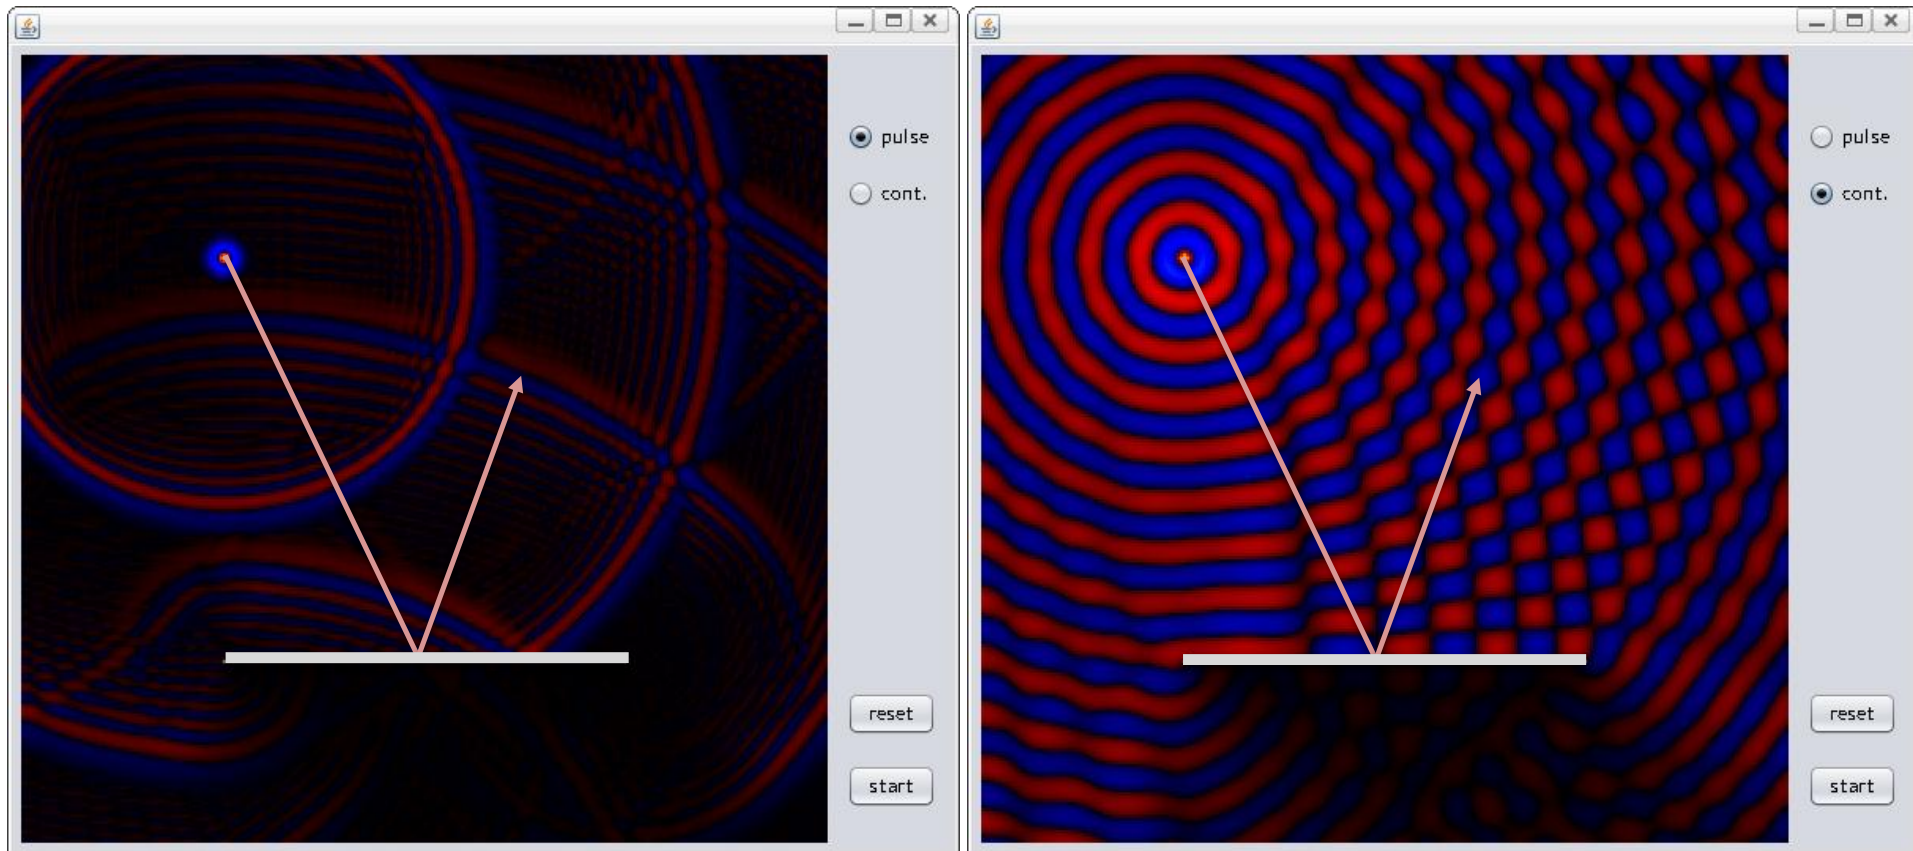 pulse
cont.
reset
start
pulse
cont.
reset
start